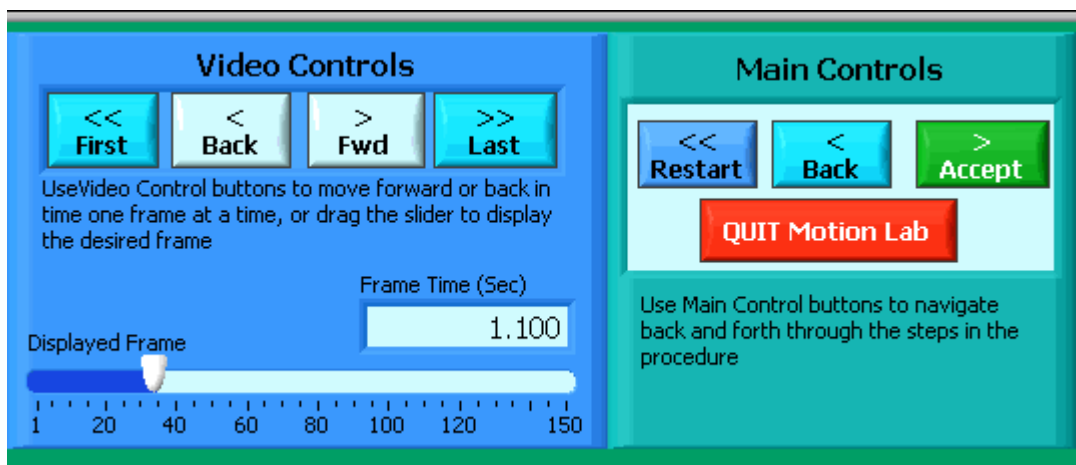 Video Controls
<<
First
<
Back
>
Fwd
>>
Last
UseVideo Control buttons to move forward or back in
time one frame at a time, or drag the slider to display
the desired frame
Frame Time (Sec)
1.100
Displayed Frame
1 20 40 60 80 100 120 150
Main Controls
<<
Restart
<
Back
>
Accept
QUIT Motion Lab
Use Main Control buttons to navigate
back and forth through the steps in the
procedure